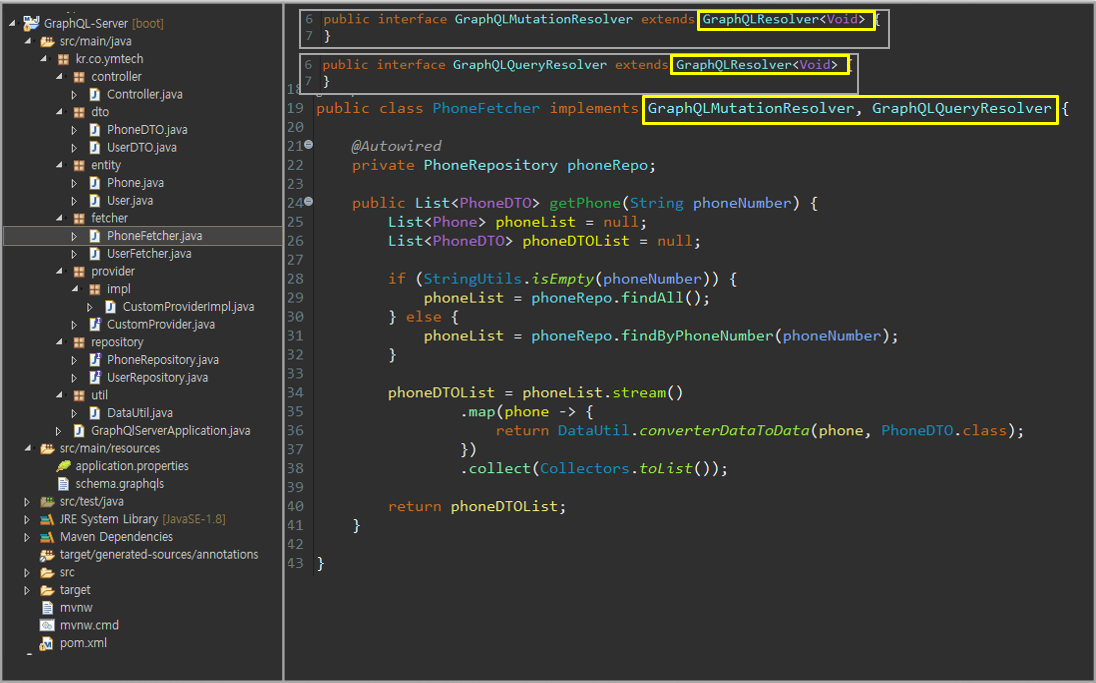 GraphQL-Server [boot]
src/main/java
kr.co.ymtech
controller
Controller.java
dto
PhoneDTO.java
UserDTO.java
entity
Phone.java
User.java
fetcher
PhoneFetcher.java
UserFetcher.java
provider
impl
CustomProviderImpl.java
CustomProvider.java
repository
PhoneRepository.java
UserRepository.java
util
DataUtil.java
GraphQlServerApplication.java
src/main/resources
application.properties
schema.graphqls
src/test/java
JRE System Library [JavaSE-1.8]
Maven Dependencies
target/generated-sources/annotations
src
target
mvnw
mvnw.cmd
pom.xml
6 public interface GraphQLMutationResolver extends GraphQLResolver<Void> {
7 }
6 public interface GraphQLQueryResolver extends GraphQLResolver<Void> {
7 }
18
19 public class PhoneFetcher implements GraphQLMutationResolver, GraphQLQueryResolver {
20
21 @Autowired
22 private PhoneRepository phoneRepo;
23
24 public List<PhoneDTO> getPhone(String phoneNumber) {
25 List<Phone> phoneList = null;
26 List<PhoneDTO> phoneDTOList = null;
27
28 if (StringUtils.isEmpty(phoneNumber)) {
29 phoneList = phoneRepo.findAll();
30 } else {
31 phoneList = phoneRepo.findByPhoneNumber(phoneNumber);
32 }
33
34 phoneDTOList = phoneList.stream()
35 .map(phone -> {
36 return DataUtil.converterDataToData(phone, PhoneDTO.class);
37 })
38 .collect(Collectors.toList());
39
40 return phoneDTOList;
41 }
42
43 }